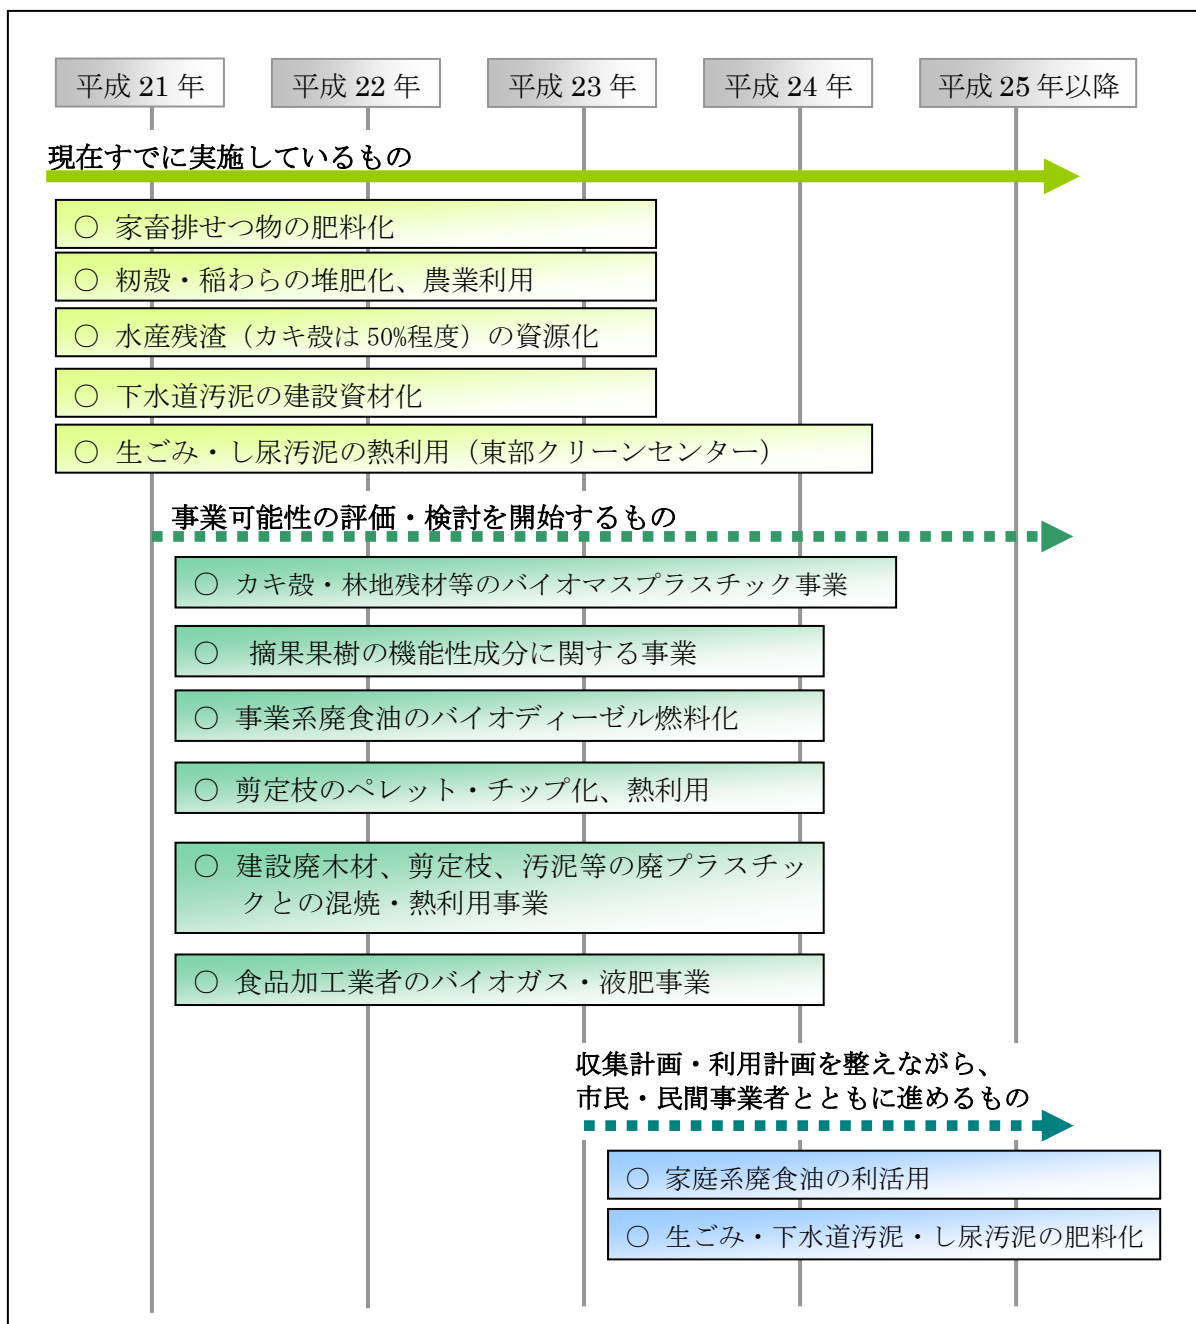 平成 21 年
平成 22 年
平成 23 年
平成 24 年
平成 25 年以降
現在すでに実施しているもの
○ 家畜排せつ物の肥料化
○ 籾殻・稲わらの堆肥化、農業利用
○ 水産残渣（カキ殻は 50%程度）の資源化
○ 下水道汚泥の建設資材化
○ 生ごみ・し尿汚泥の熱利用（東部クリーンセンター）
事業可能性の評価・検討を開始するもの
○ カキ殻・林地残材等のバイオマスプラスチック事業
○ 摘果果樹の機能性成分に関する事業
○ 事業系廃食油のバイオディーゼル燃料化
○ 剪定枝のペレット・チップ化、熱利用
○ 建設廃木材、剪定枝、汚泥等の廃プラスチッ
クとの混焼・熱利用事業
○ 食品加工業者のバイオガス・液肥事業
収集計画・利用計画を整えながら、
市民・民間事業者とともに進めるもの
○ 家庭系廃食油の利活用
○ 生ごみ・下水道汚泥・し尿汚泥の肥料化